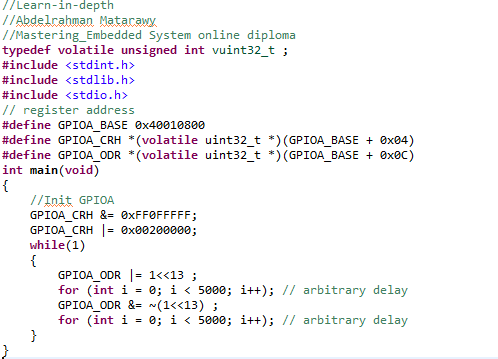 //Learn-in-depth
//Abdelrahman Matarawy
//Mastering_Embedded System online diploma
typedef volatile unsigned int vuint32_t ;
#include <stdint.h>
#include <stdlib.h>
#include <stdio.h>
// register address
#define GPIOA_BASE 0x40010800
#define GPIOA_CRH *(volatile uint32_t *)(GPIOA_BASE + 0x04)
#define GPIOA_ODR *(volatile uint32_t *)(GPIOA_BASE + 0x0C)
int main(void)
{
    //Init GPIOA
    GPIOA_CRH &= 0xFF0FFFFF;
    GPIOA_CRH |= 0x00200000;
    while(1)
    {
        GPIOA_ODR |= 1<<13 ;
        for (int i = 0; i < 5000; i++); // arbitrary delay
        GPIOA_ODR &= ~(1<<13) ;
        for (int i = 0; i < 5000; i++); // arbitrary delay
    }
}